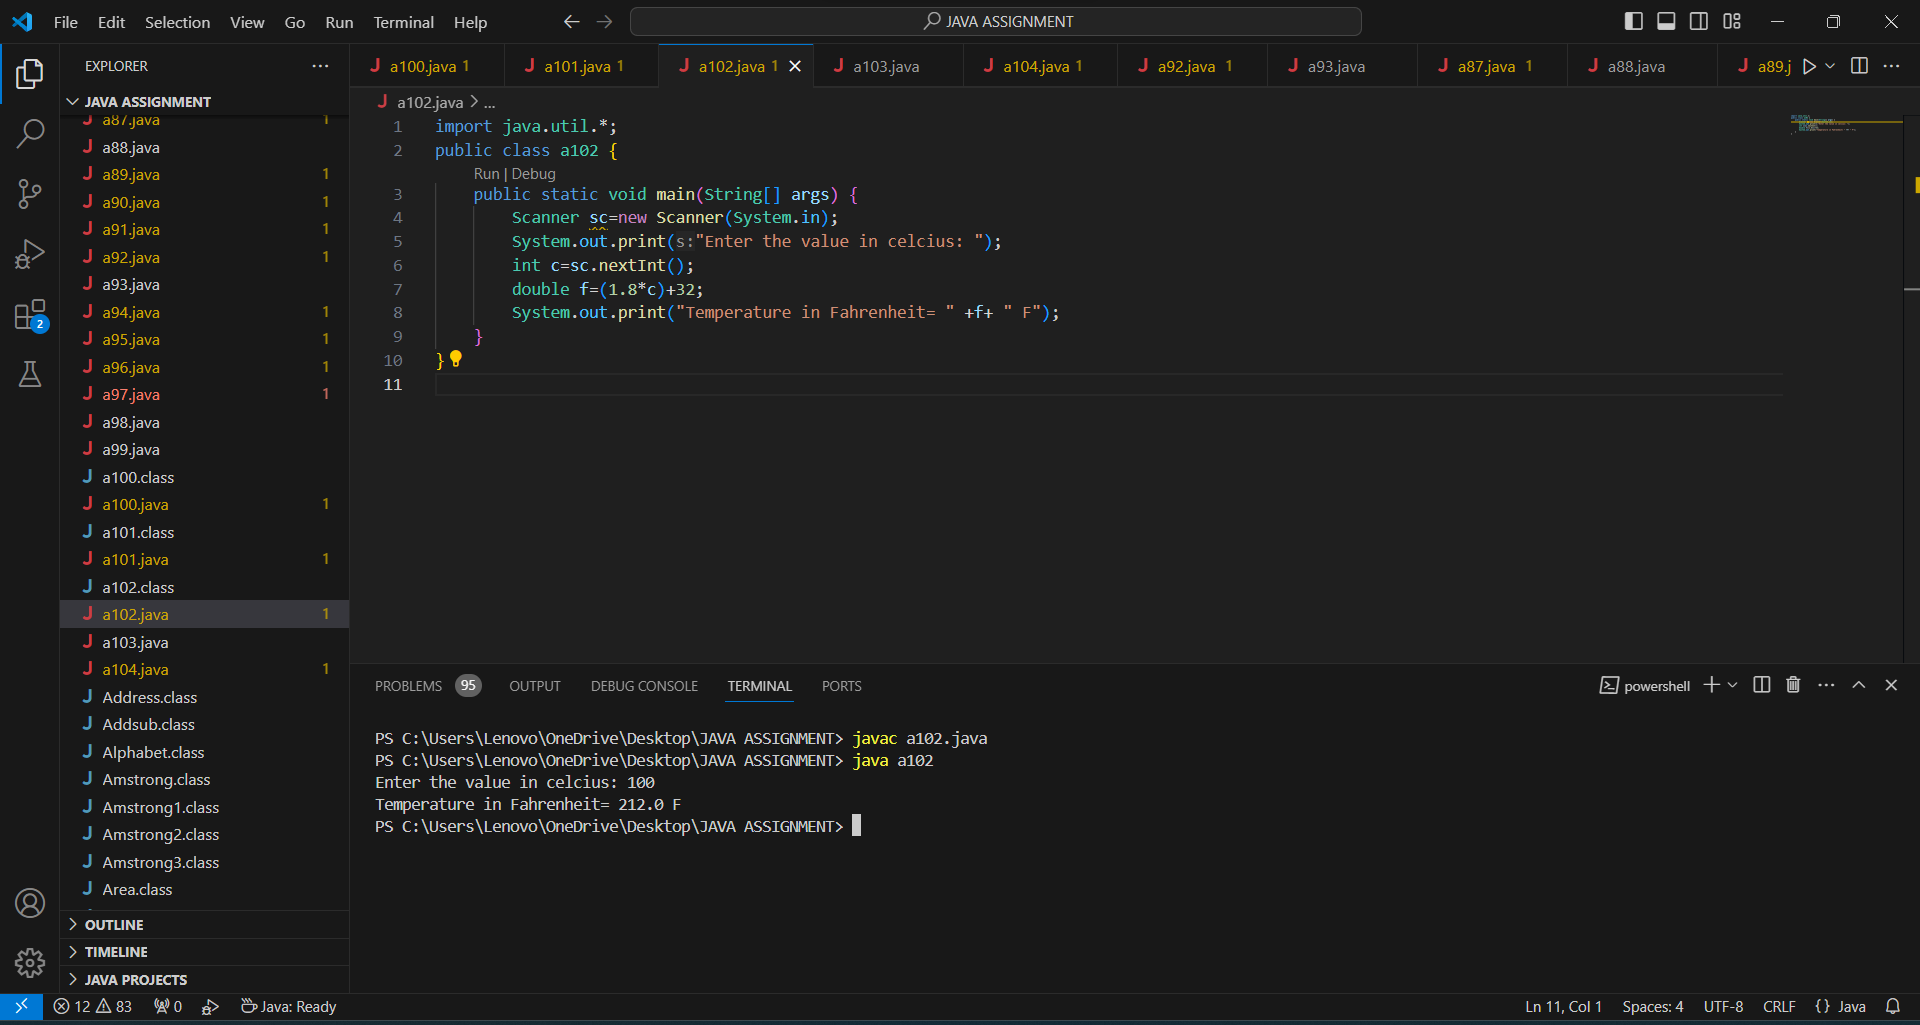 File Edit Selection View Go Run Terminal Help
JAVA ASSIGNMENT
EXPLORER
JAVA ASSIGNMENT
a87.java 1
a88.java
a89.java 1
a90.java 1
a91.java 1
a92.java 1
a93.java
a94.java 1
a95.java 1
a96.java 1
a97.java 1
a98.java
a99.java
a100.class
a100.java 1
a101.class
a101.java 1
a102.class
a102.java 1
a103.java
a104.java 1
Address.class
Addsub.class
Alphabet.class
Amstrong.class
Amstrong1.class
Amstrong2.class
Amstrong3.class
Area.class
OUTLINE
TIMELINE
JAVA PROJECTS
2
a100.java 1 a101.java 1 a102.java 1 a103.java a104.java 1 a92.java 1 a93.java a87.java 1 a88.java a89.j
a102.java > ...
1 import java.util.*;
2 public class a102 {
Run | Debug
3 public static void main(String[] args) {
4 Scanner sc=new Scanner(System.in);
5 System.out.print(s:"Enter the value in celcius: ");
6 int c=sc.nextInt();
7 double f=(1.8*c)+32;
8 System.out.print("Temperature in Fahrenheit= " +f+ " F");
9 }
10 }
11
PROBLEMS 95 OUTPUT DEBUG CONSOLE TERMINAL PORTS
powershell
PS C:\Users\Lenovo\OneDrive\Desktop\JAVA ASSIGNMENT> javac a102.java
PS C:\Users\Lenovo\OneDrive\Desktop\JAVA ASSIGNMENT> java a102
Enter the value in celcius: 100
Temperature in Fahrenheit= 212.0 F
PS C:\Users\Lenovo\OneDrive\Desktop\JAVA ASSIGNMENT>
12 83 0 Java: Ready
Ln 11, Col 1 Spaces: 4 UTF-8 CRLF {} Java